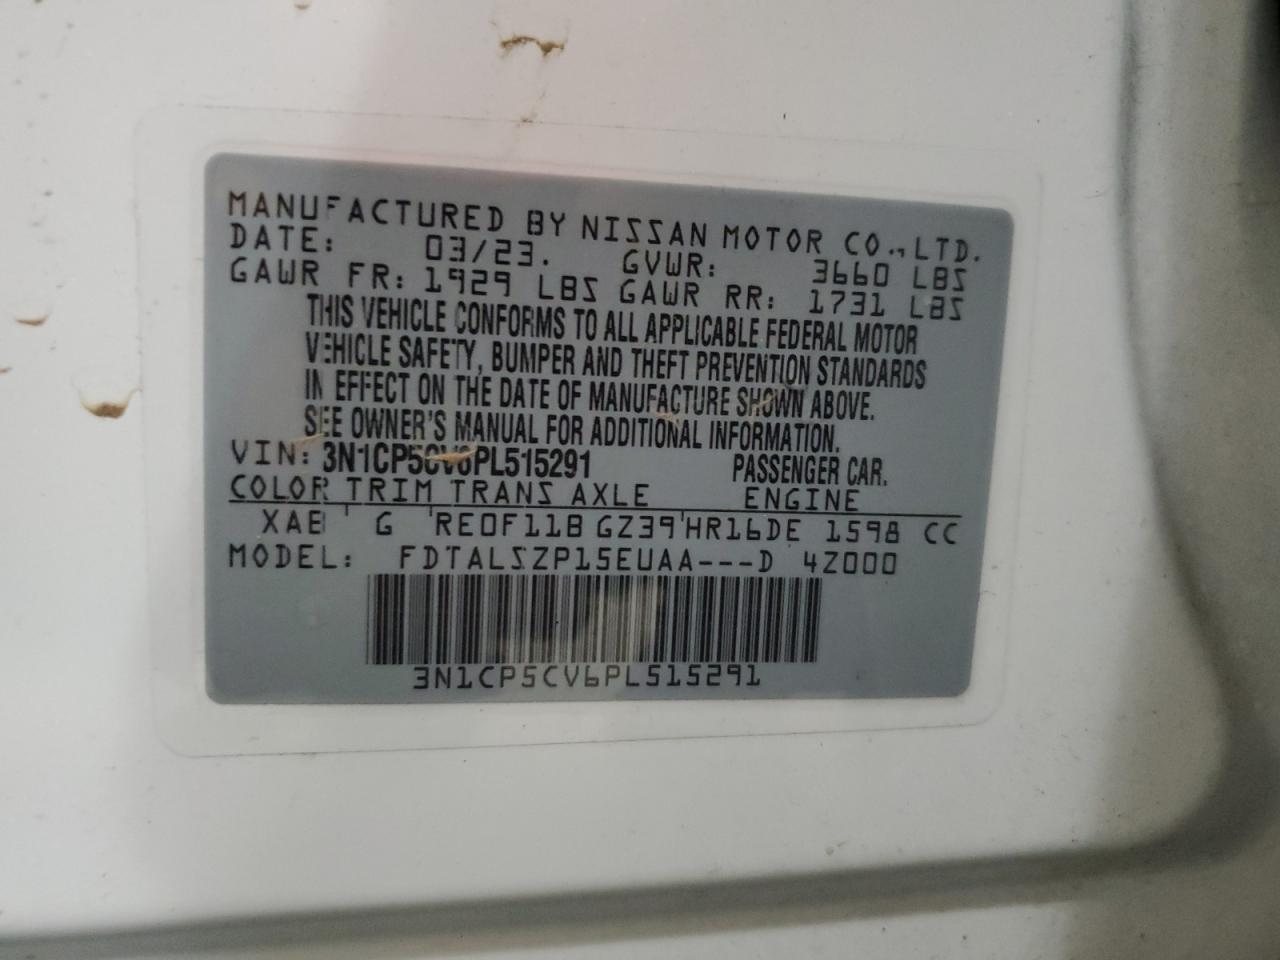 MANUFACTURED BY NISSAN MOTOR CO.,LTD.
DATE: 03/23. GVWR: 3660 LBS
GAWR FR: 1929 LBS GAWR RR: 1731 LBS
THIS VEHICLE CONFORMS TO ALL APPLICABLE FEDERAL MOTOR
VEHICLE SAFETY, BUMPER AND THEFT PREVENTION STANDARDS
IN EFFECT ON THE DATE OF MANUFACTURE SHOWN ABOVE.
SEE OWNER'S MANUAL FOR ADDITIONAL INFORMATION.
VIN: 3N1CP5CV6PL515291 PASSENGER CAR.
COLOR TRIM TRANS AXLE ENGINE
XAB G RE0F11B GZ39 HR16DE 1598 CC
MODEL: FDTALSZP15EUAA---D 4Z000
3N1CP5CV6PL515291